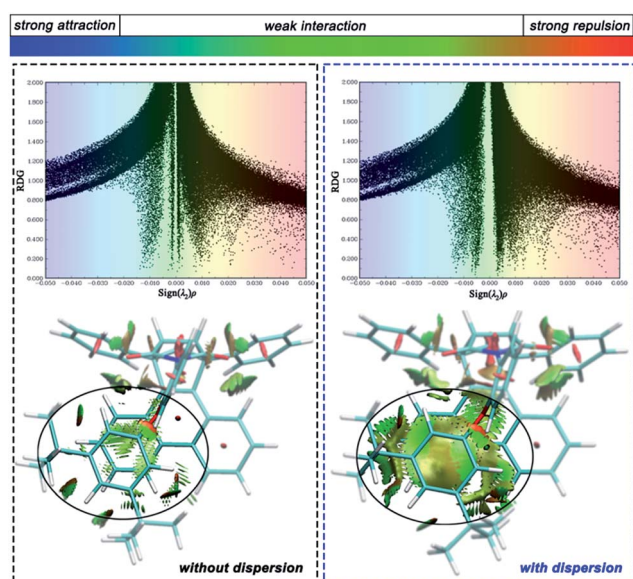 strong attraction weak interaction strong repulsion
2.000 2.000
1.800 1.800
1.600 1.600
1.400 1.400
1.200 1.200
RDG 1.000 RDG 1.000
0.800 0.800
0.600 0.600
0.400 0.400
0.200 0.200
0.000 0.000
-0.050 -0.040 -0.030 -0.020 -0.010 -0.000 0.010 0.020 0.030 0.040 0.050 -0.050 -0.040 -0.030 -0.020 -0.010 -0.000 0.010 0.020 0.030 0.040 0.050
Sign(λ2)ρ Sign(λ2)ρ
without dispersion with dispersion